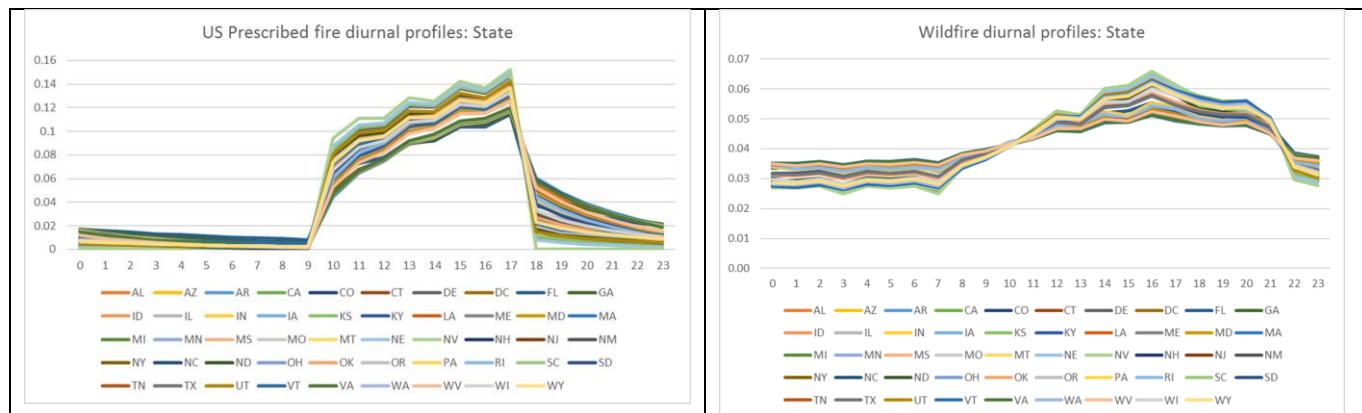 US Prescribed fire diurnal profiles: State
0.16
0.14
0.12
0.1
0.08
0.06
0.04
0.02
0
0 1 2 3 4 5 6 7 8 9 10 11 12 13 14 15 16 17 18 19 20 21 22 23
AL AZ AR CA CO CT DE DC FL GA
ID IL IN IA KS KY LA ME MD MA
MI MN MS MO MT NE NV NH NJ NM
NY NC ND OH OK OR PA RI SC SD
TN TX UT VT VA WA WV WI WY
Wildfire diurnal profiles: State
0.07
0.06
0.05
0.04
0.03
0.02
0.01
0.00
0 1 2 3 4 5 6 7 8 9 10 11 12 13 14 15 16 17 18 19 20 21 22 23
AL AZ AR CA CO CT DE DC FL GA
ID IL IN IA KS KY LA ME MD MA
MI MN MS MO MT NE NV NH NJ NM
NY NC ND OH OK OR PA RI SC SD
TN TX UT VT VA WA WV WI WY